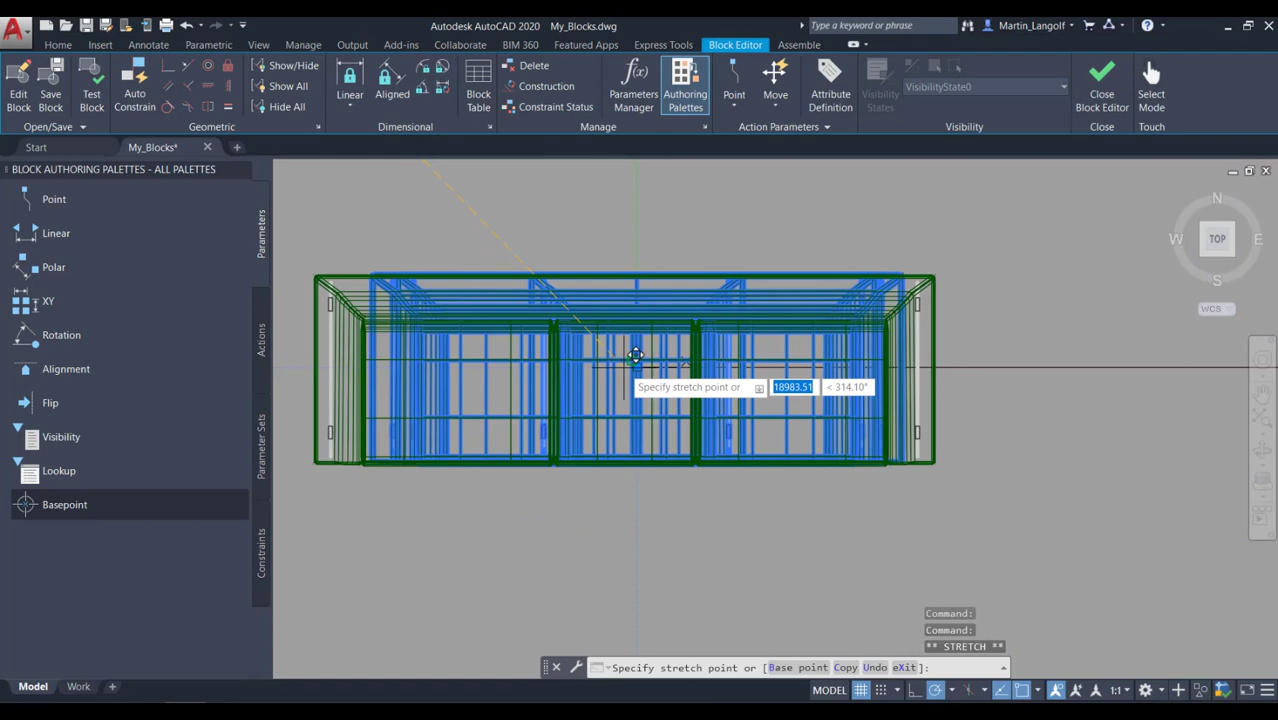 Autodesk AutoCAD 2020 My_Blocks.dwg
Type a keyword or phrase
Martin_Langolf
Home Insert Annotate Parametric View Manage Output Add-ins Collaborate BIM 360 Featured Apps Express Tools Block Editor Assemble
Edit Block
Save Block
Test Block
Open/Save
Auto Constrain
Show/Hide
Show All
Hide All
Geometric
Linear
Aligned
Dimensional
Block Table
Delete
Construction
Constraint Status
Parameters Manager
Authoring Palettes
Manage
Point
Move
Attribute Definition
Action Parameters
Visibility States
VisibilityState0
Visibility
Close Block Editor
Close
Select Mode
Touch
Start
My_Blocks*
BLOCK AUTHORING PALETTES - ALL PALETTES
Point
Linear
Polar
XY
Rotation
Alignment
Flip
Visibility
Lookup
Basepoint
Parameters
Actions
Parameter Sets
Constraints
N
W
TOP
E
S
WCS
Specify stretch point or
18983.51
< 314.10°
Command:
Command:
** STRETCH **
Specify stretch point or [Base point Copy Undo eXit]:
Model
Work
MODEL
1:1